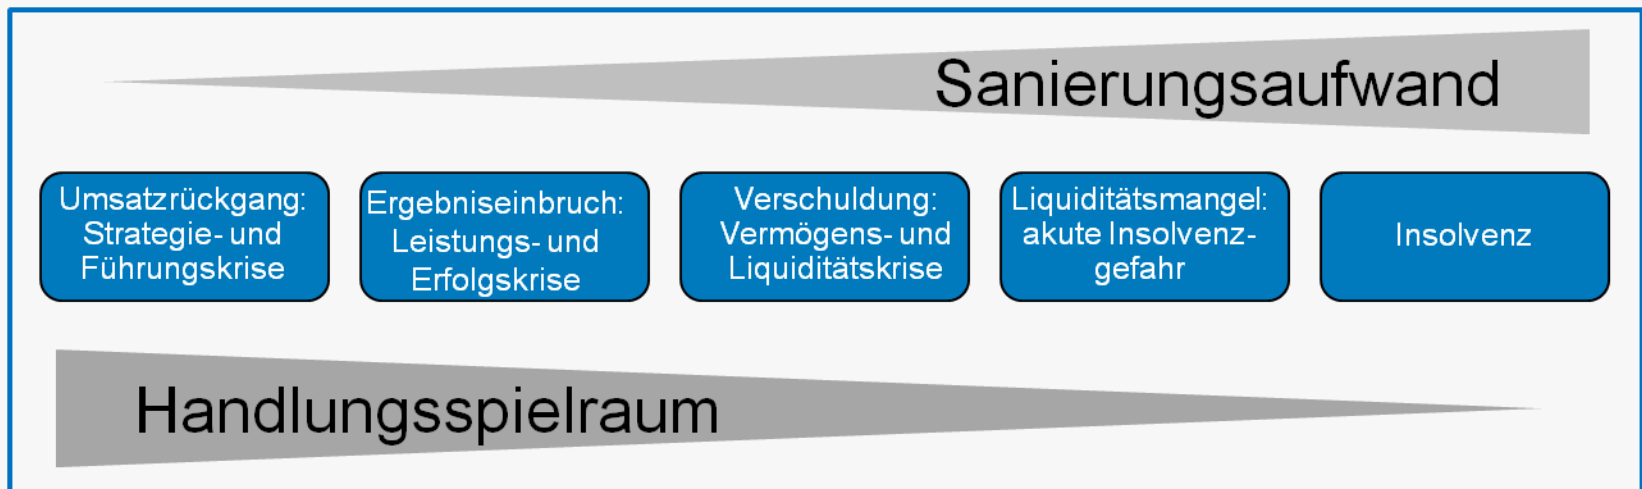 Sanierungsaufwand
Umsatzrückgang:
Strategie- und
Führungskrise
Ergebniseinbruch:
Leistungs- und
Erfolgskrise
Verschuldung:
Vermögens- und
Liquiditätskrise
Liquiditätsmangel:
akute Insolvenz-
gefahr
Insolvenz
Handlungsspielraum